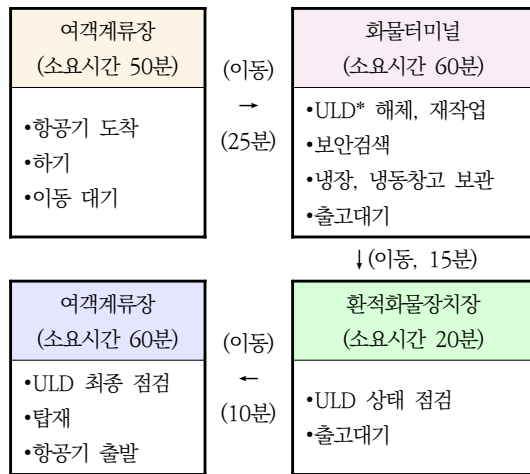 여객계류장
(소요시간 50분)
•항공기 도착
•하기
•이동 대기
(이동)
→
(25분)
화물터미널
(소요시간 60분)
•ULD* 해체, 재작업
•보안검색
•냉장, 냉동창고 보관
•출고대기
↓(이동, 15분)
환적화물장치장
(소요시간 20분)
•ULD 상태 점검
•출고대기
(이동)
←
(10분)
여객계류장
(소요시간 60분)
•ULD 최종 점검
•탑재
•항공기 출발